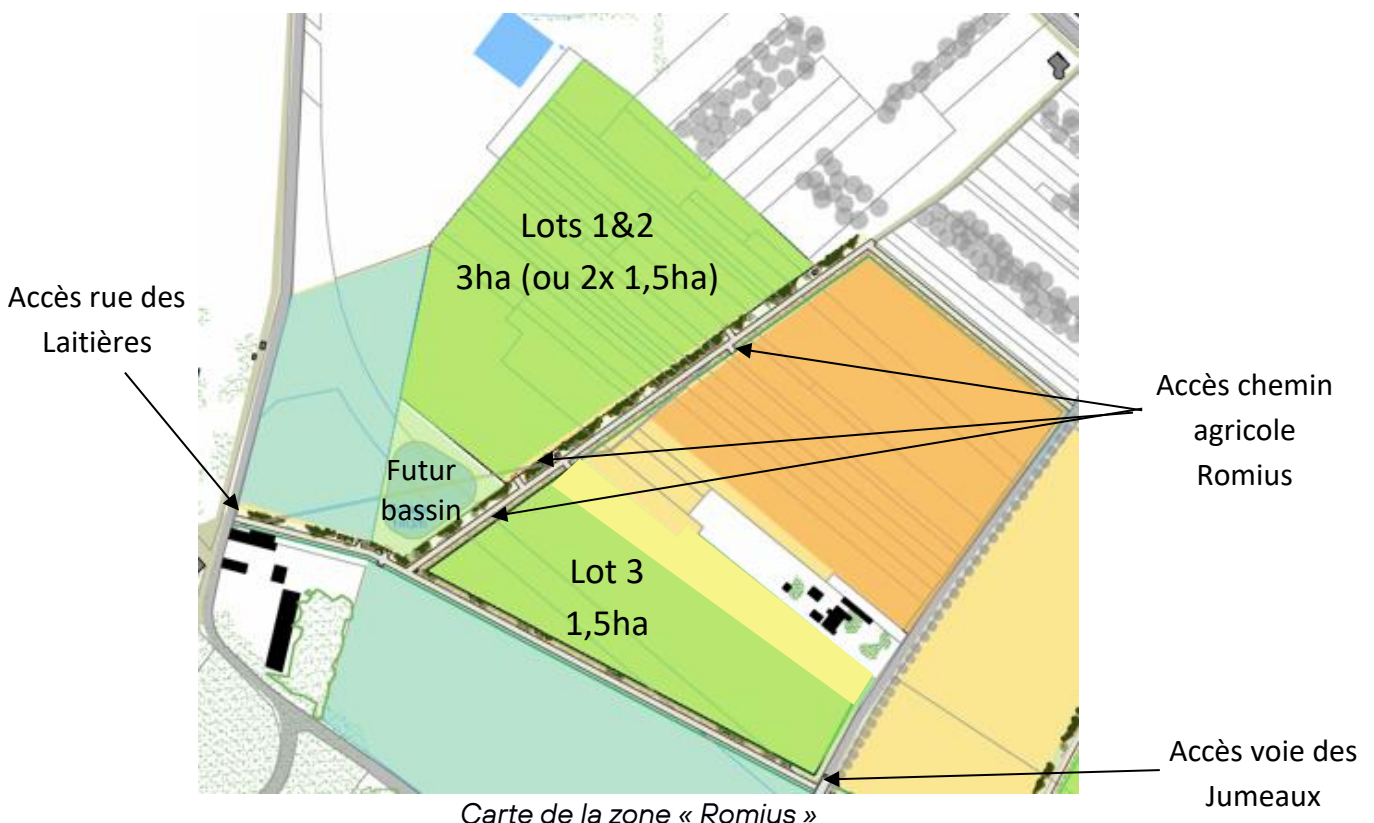 Lots 1&2
3ha (ou 2x 1,5ha)
Accès rue des
Laitières
Accès chemin
agricole
Romius
Futur
bassin
Lot 3
1,5ha
Accès voie des
Jumeaux
Carte de la zone « Romius »